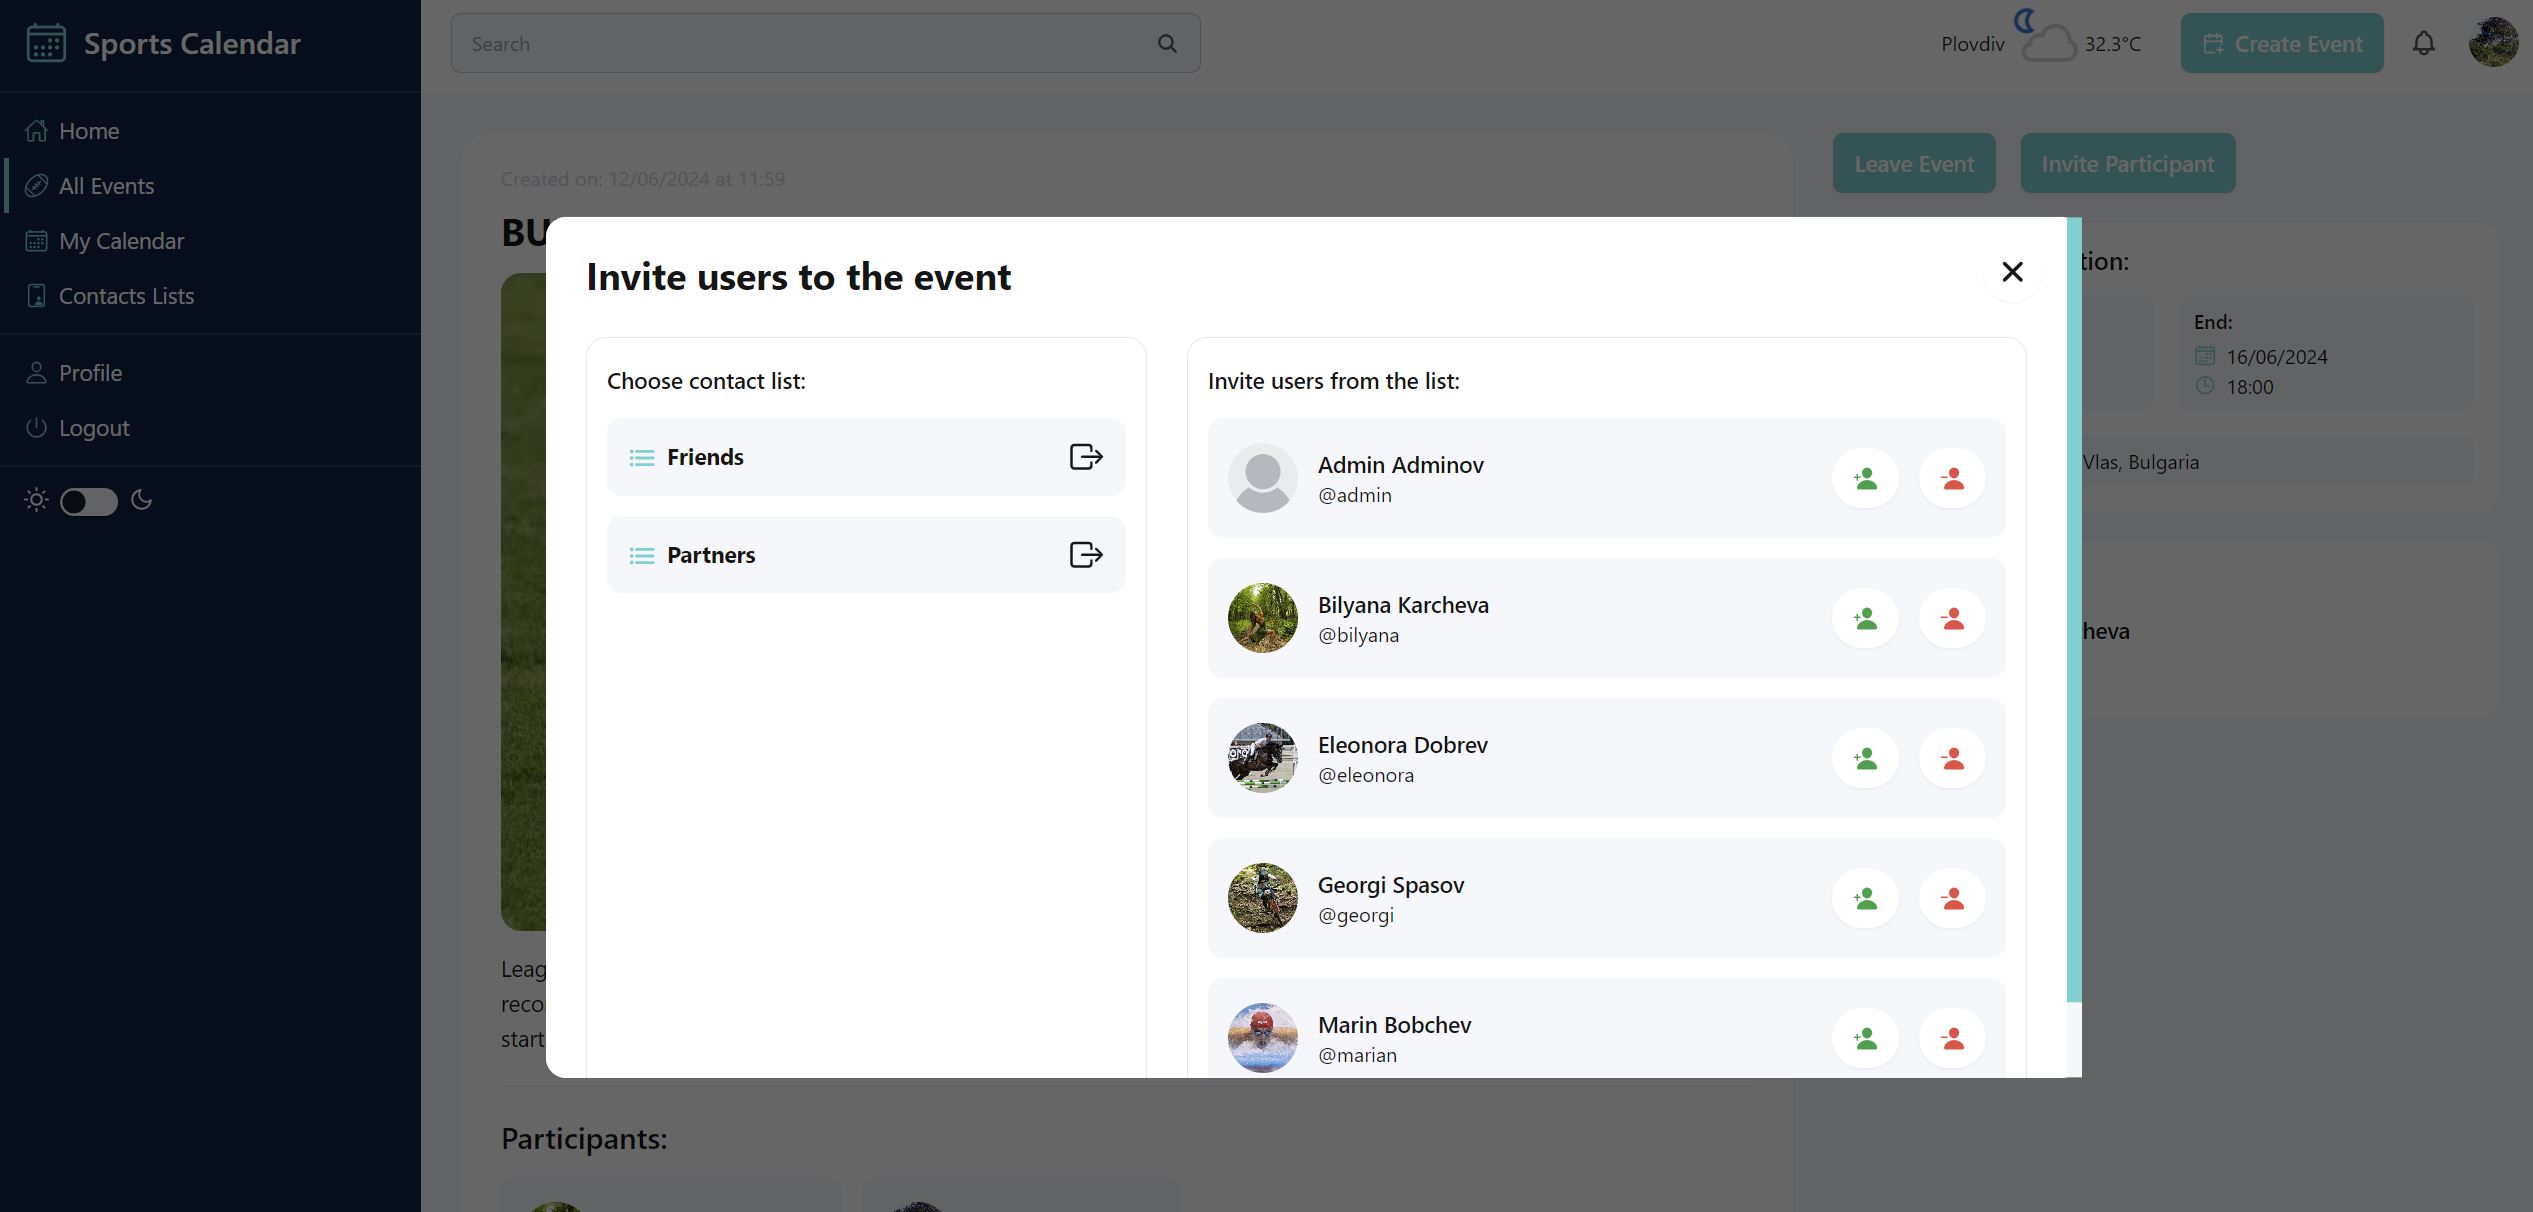 Sports Calendar
Home
All Events
My Calendar
Contacts Lists
Profile
Logout
Search
Plovdiv
32.3°C
Create Event
Created on: 12/06/2024 at 11:59
BU
Leave Event
Invite Participant
Invite users to the event
Choose contact list:
Friends
Partners
Invite users from the list:
Admin Adminov
@admin
Bilyana Karcheva
@bilyana
Eleonora Dobrev
@eleonora
Georgi Spasov
@georgi
Marin Bobchev
@marian
tion:
End:
16/06/2024
18:00
Vlas, Bulgaria
heva
Leag
reco
start
Participants: